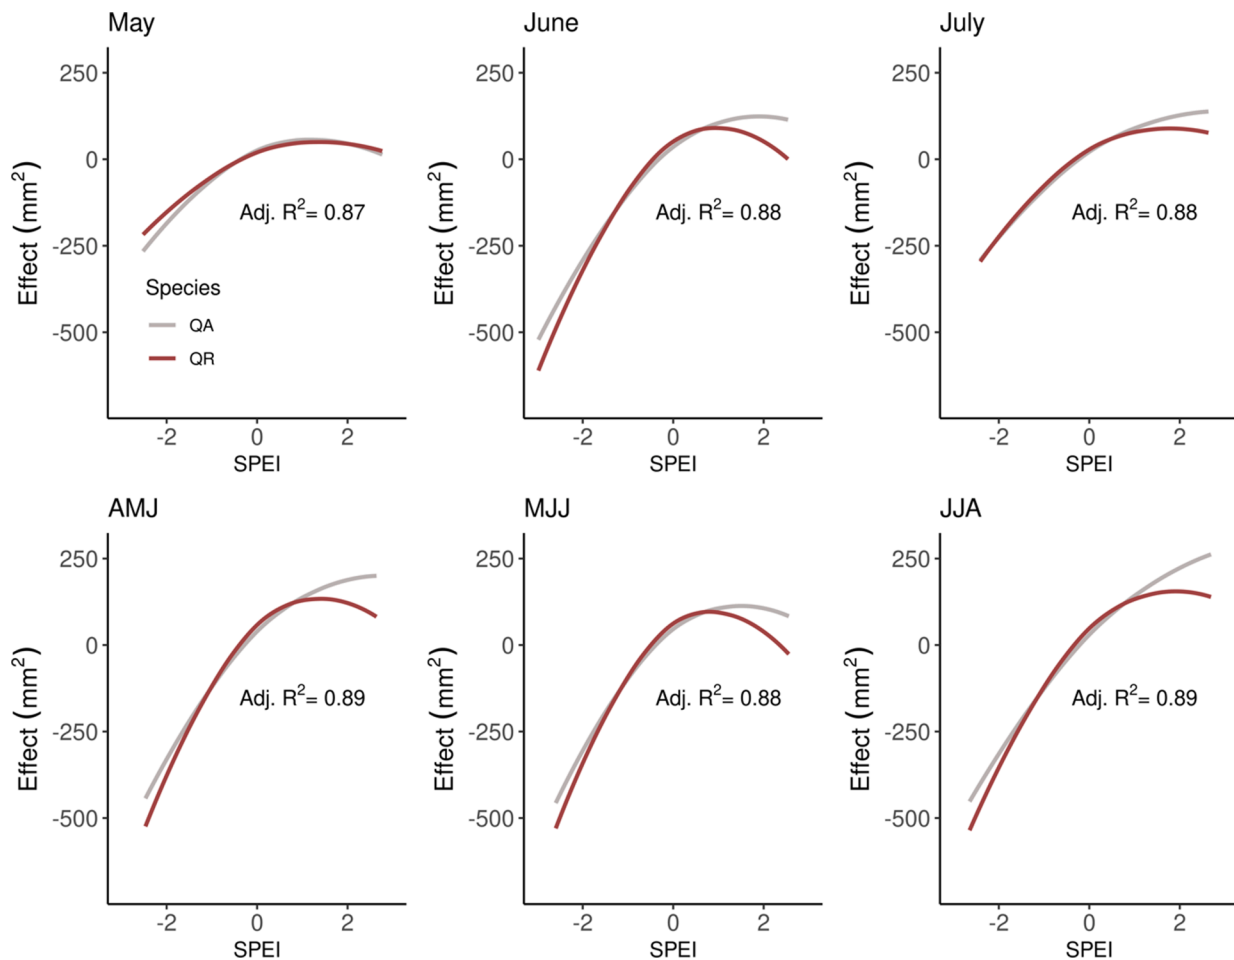 May
250
0
-250
-500
Effect (mm²)
Adj. R²= 0.87
Species
QA
QR
-2 0 2
SPEI
June
250
0
-250
-500
Effect (mm²)
Adj. R²= 0.88
-2 0 2
SPEI
July
250
0
-250
-500
Effect (mm²)
Adj. R²= 0.88
-2 0 2
SPEI
AMJ
250
0
-250
-500
Effect (mm²)
Adj. R²= 0.89
-2 0 2
SPEI
MJJ
250
0
-250
-500
Effect (mm²)
Adj. R²= 0.88
-2 0 2
SPEI
JJA
250
0
-250
-500
Effect (mm²)
Adj. R²= 0.89
-2 0 2
SPEI